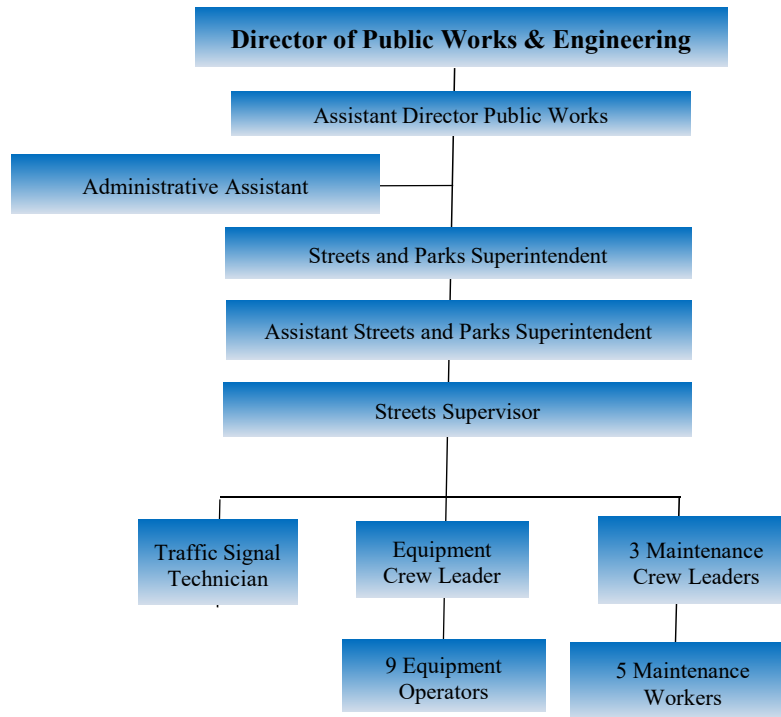 Director of Public Works & Engineering
Assistant Director Public Works
Administrative Assistant
Streets and Parks Superintendent
Assistant Streets and Parks Superintendent
Streets Supervisor
Traffic Signal
Technician
Equipment
Crew Leader
3 Maintenance
Crew Leaders
9 Equipment
Operators
5 Maintenance
Workers